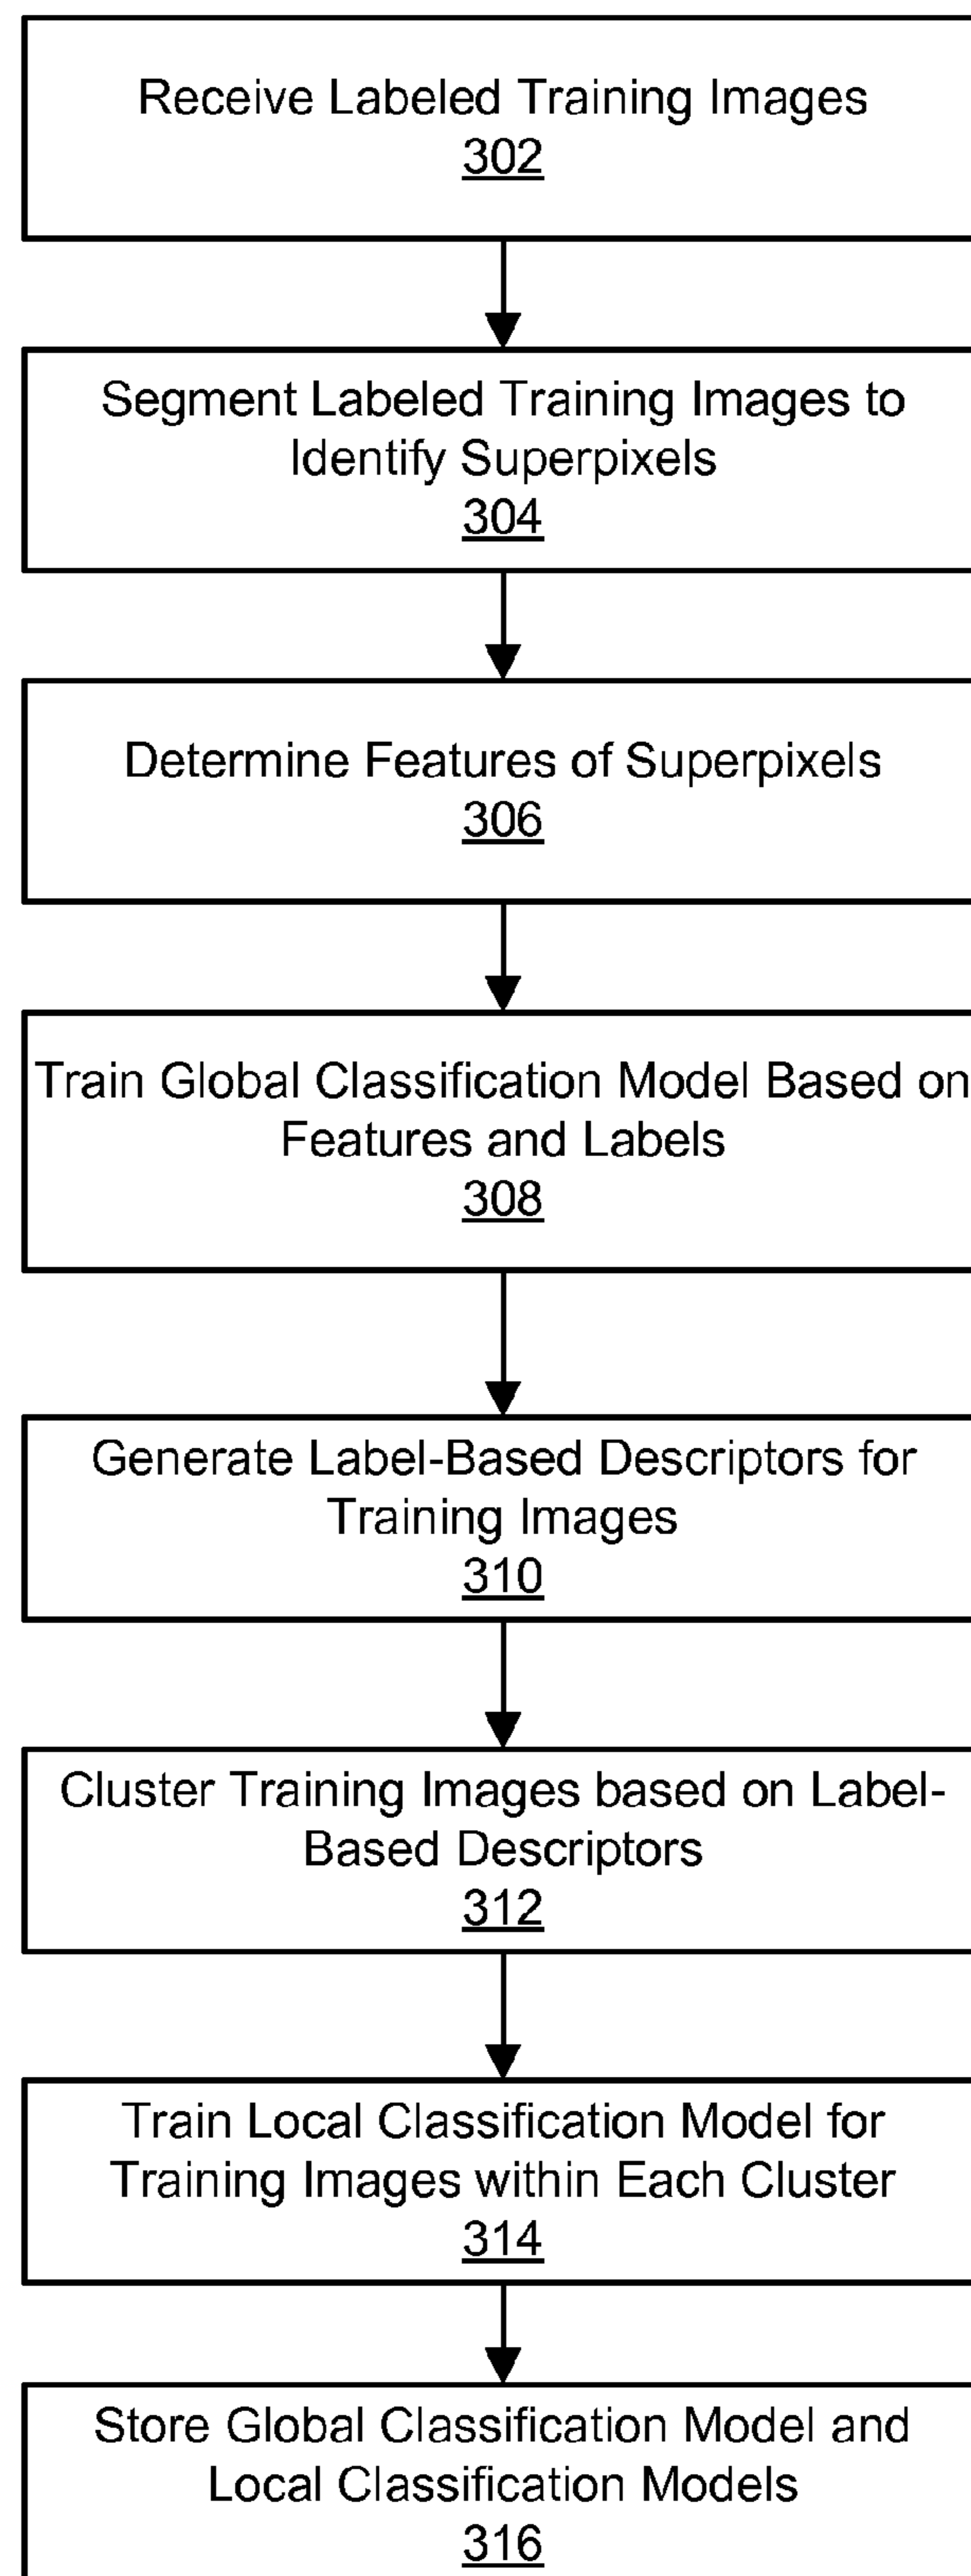 Receive Labeled Training Images
302
Segment Labeled Training Images to
Identify Superpixels
304
Determine Features of Superpixels
306
Train Global Classification Model Based on
Features and Labels
308
Generate Label-Based Descriptors for
Training Images
310
Cluster Training Images based on Label-
Based Descriptors
312
Train Local Classification Model for
Training Images within Each Cluster
314
Store Global Classification Model and
Local Classification Models
316